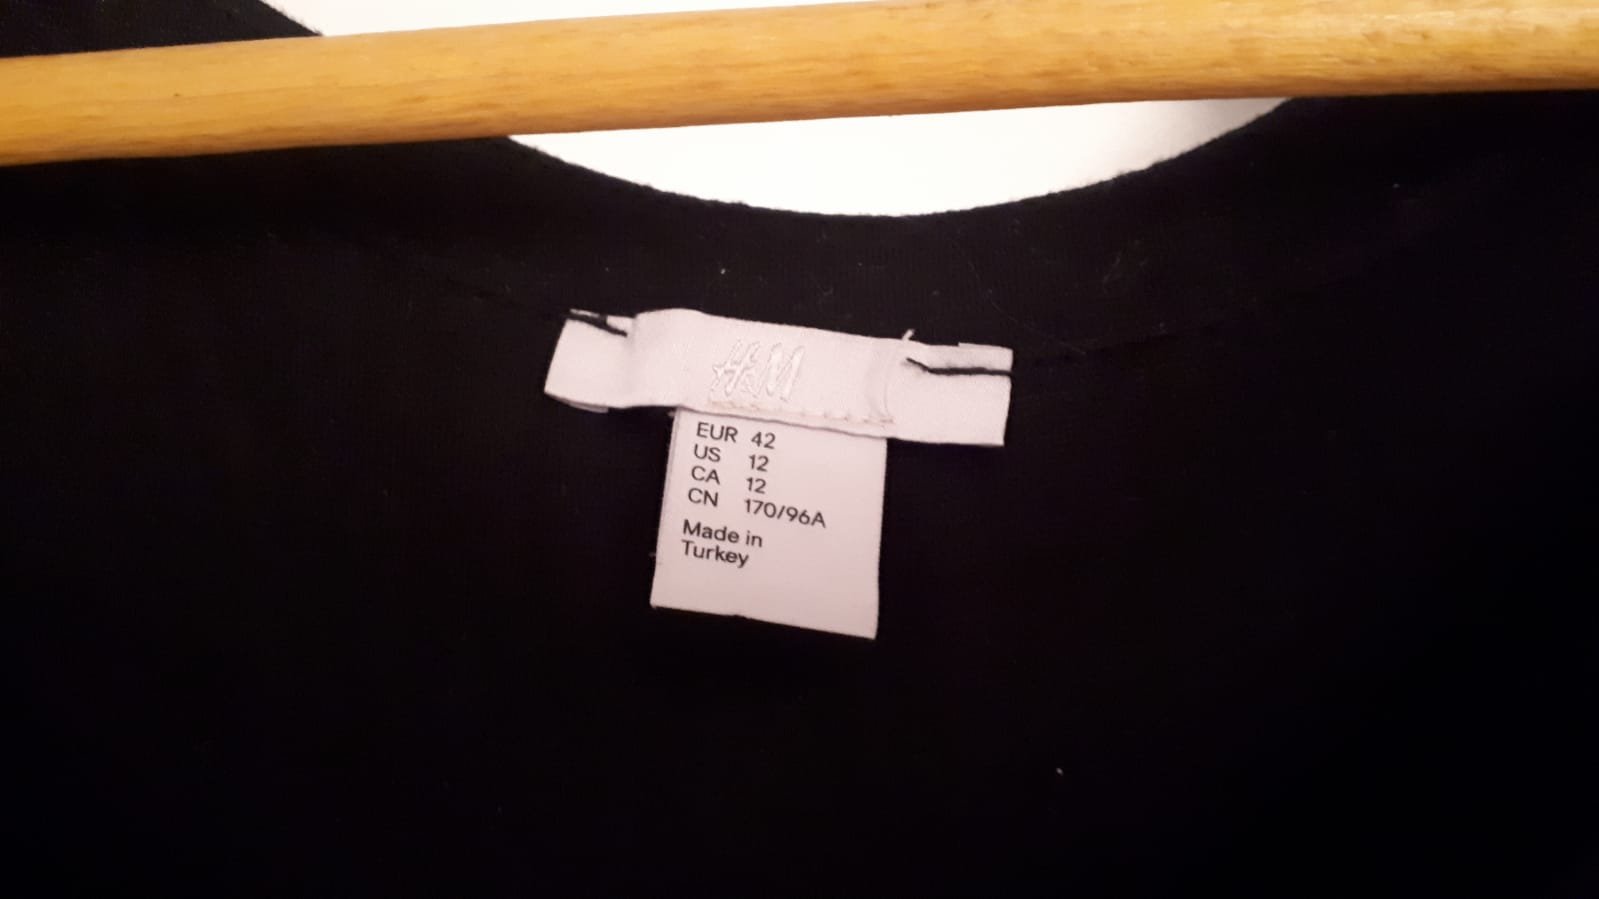 H&M
EUR 42
US 12
CA 12
CN 170/96A
Made in
Turkey